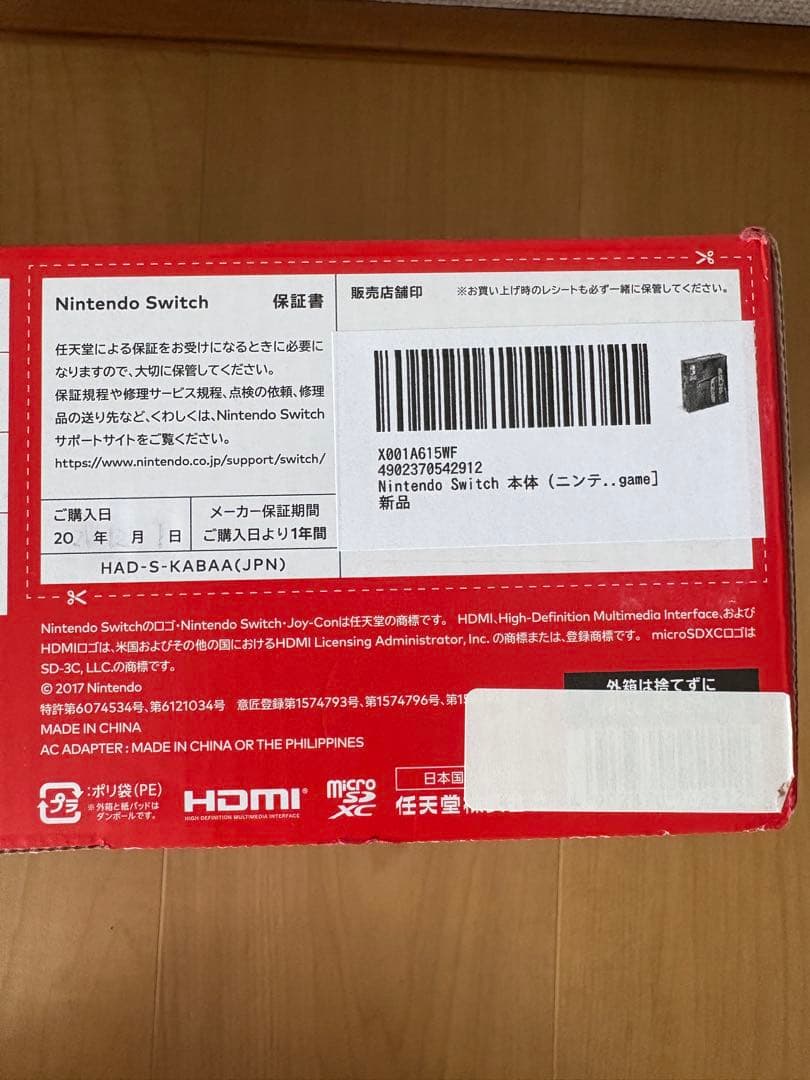 Nintendo Switch 保証書
任天堂による保証をお受けになるときに必要に
なりますので、大切に保管してください。
保証規程や修理サービス規程、点検の依頼、修理
品の送り先など、くわしくは、Nintendo Switch
サポートサイトをご覧ください。
https://www.nintendo.co.jp/support/switch/
ご購入日
20 年 月 日
メーカー保証期間
ご購入日より1年間
HAD-S-KABAA(JPN)
販売店舗印 ※お買い上げ時のレシートも必ず一緒に保管してください。
X001A615WF
4902370542912
Nintendo Switch 本体 (ニンテ..game]
新品
Nintendo Switchのロゴ・Nintendo Switch・Joy-Conは任天堂の商標です。 HDMI、High-Definition Multimedia Interface、および
HDMIロゴは、米国およびその他の国におけるHDMI Licensing Administrator, Inc. の商標または、登録商標です。 microSDXCロゴは
SD-3C, LLC.の商標です。
© 2017 Nintendo
特許第6074534号、第6121034号 意匠登録第1574793号、第1574796号、第
MADE IN CHINA
AC ADAPTER : MADE IN CHINA OR THE PHILIPPINES
外箱は捨てずに
プラ :ポリ袋(PE)
※外箱と紙パッドは
ダンボールです。
HDMI
HIGH-DEFINITION MULTIMEDIA INTERFACE
micro
SD
XC
日本国
任天堂株